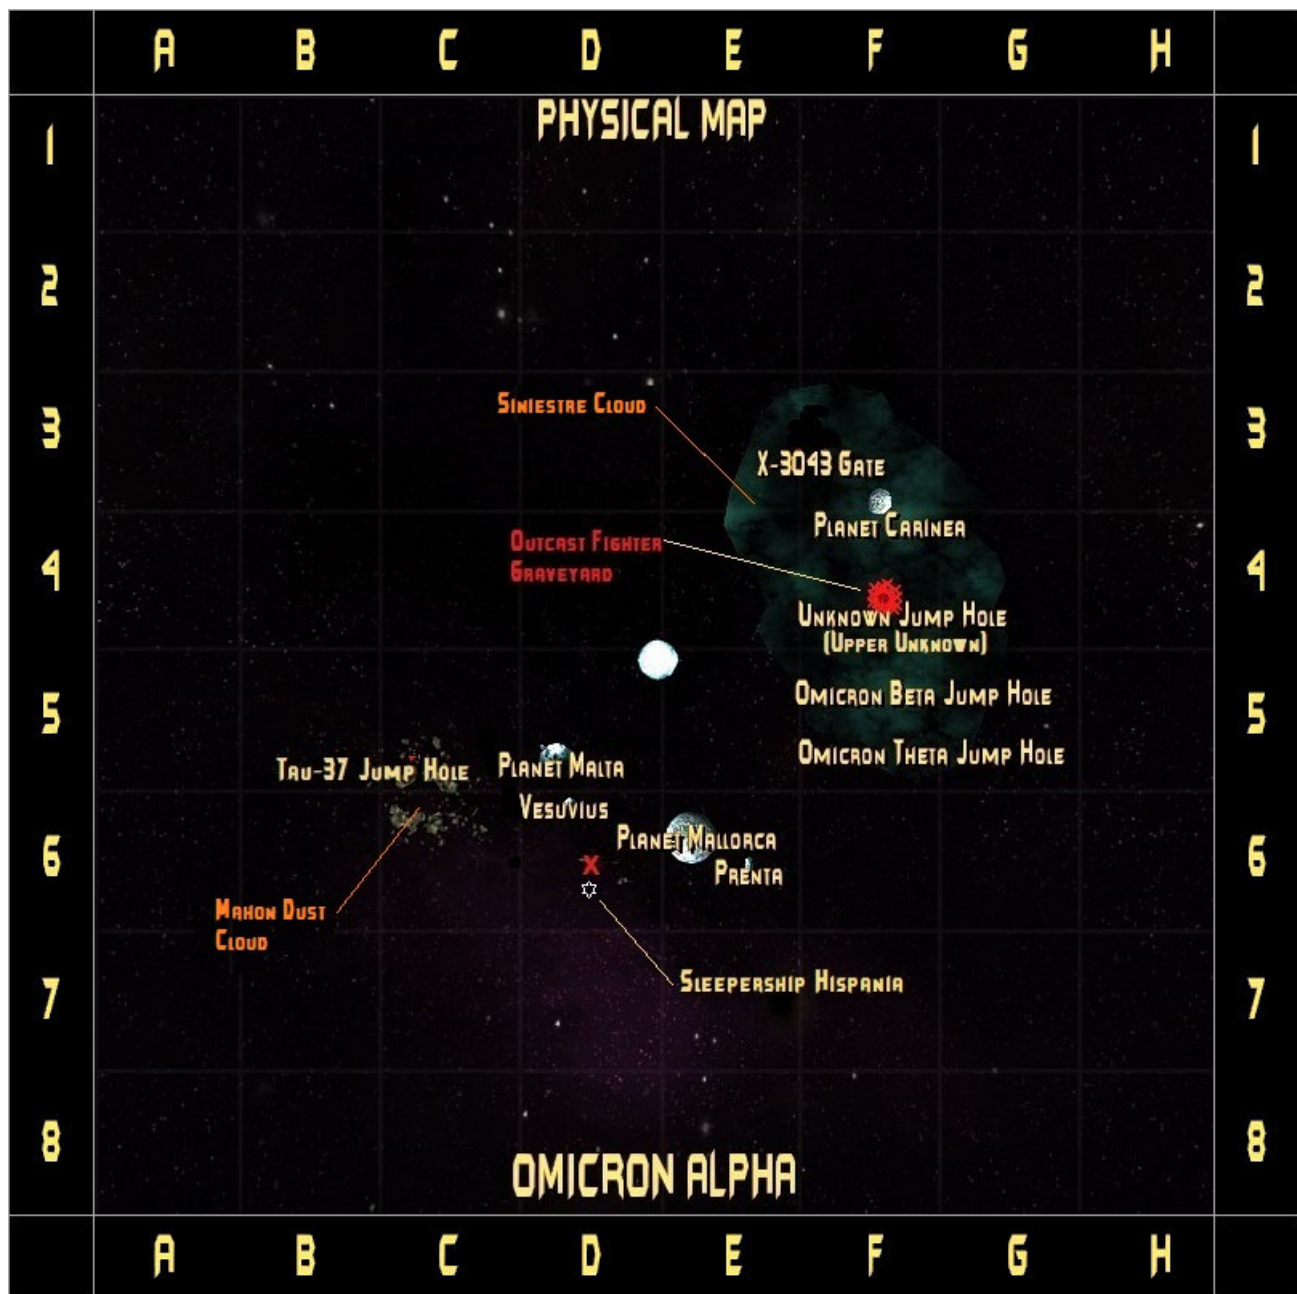 A B C D E F G H
PHYSICAL MAP
1 1
2 2
3 3
SINIESTRE CLOUD
X-3043 GATE
PLANET CARINEA
4 4
OUTCAST FIGHTER
GRAVEYARD
UNKNOWN JUMP HOLE
(UPPER UNKNOWN)
5 5
OMICRON BETA JUMP HOLE
OMICRON THETA JUMP HOLE
TAU-37 JUMP HOLE
PLANET MALTA
VESUVIUS
6 6
PLANET MALLORCA
X
PRENTA
MAHON DUST
CLOUD
SLEEPERSHIP HISPANIA
7 7
8 8
OMICRON ALPHA
A B C D E F G H